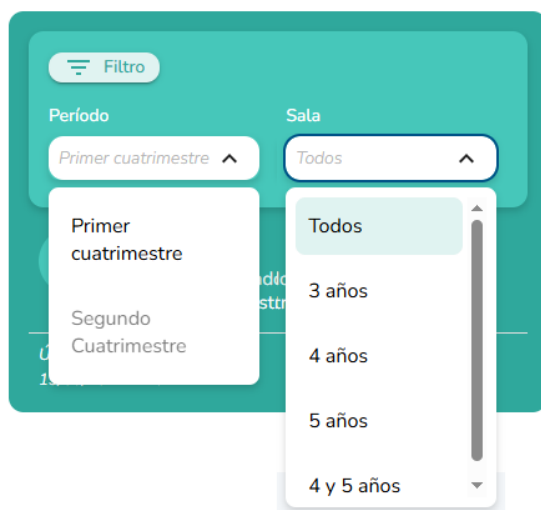 Filtro
Período
Sala
Primer cuatrimestre
Todos
Primer
cuatrimestre
Segundo
Cuatrimestre
Todos
3 años
4 años
5 años
4 y 5 años